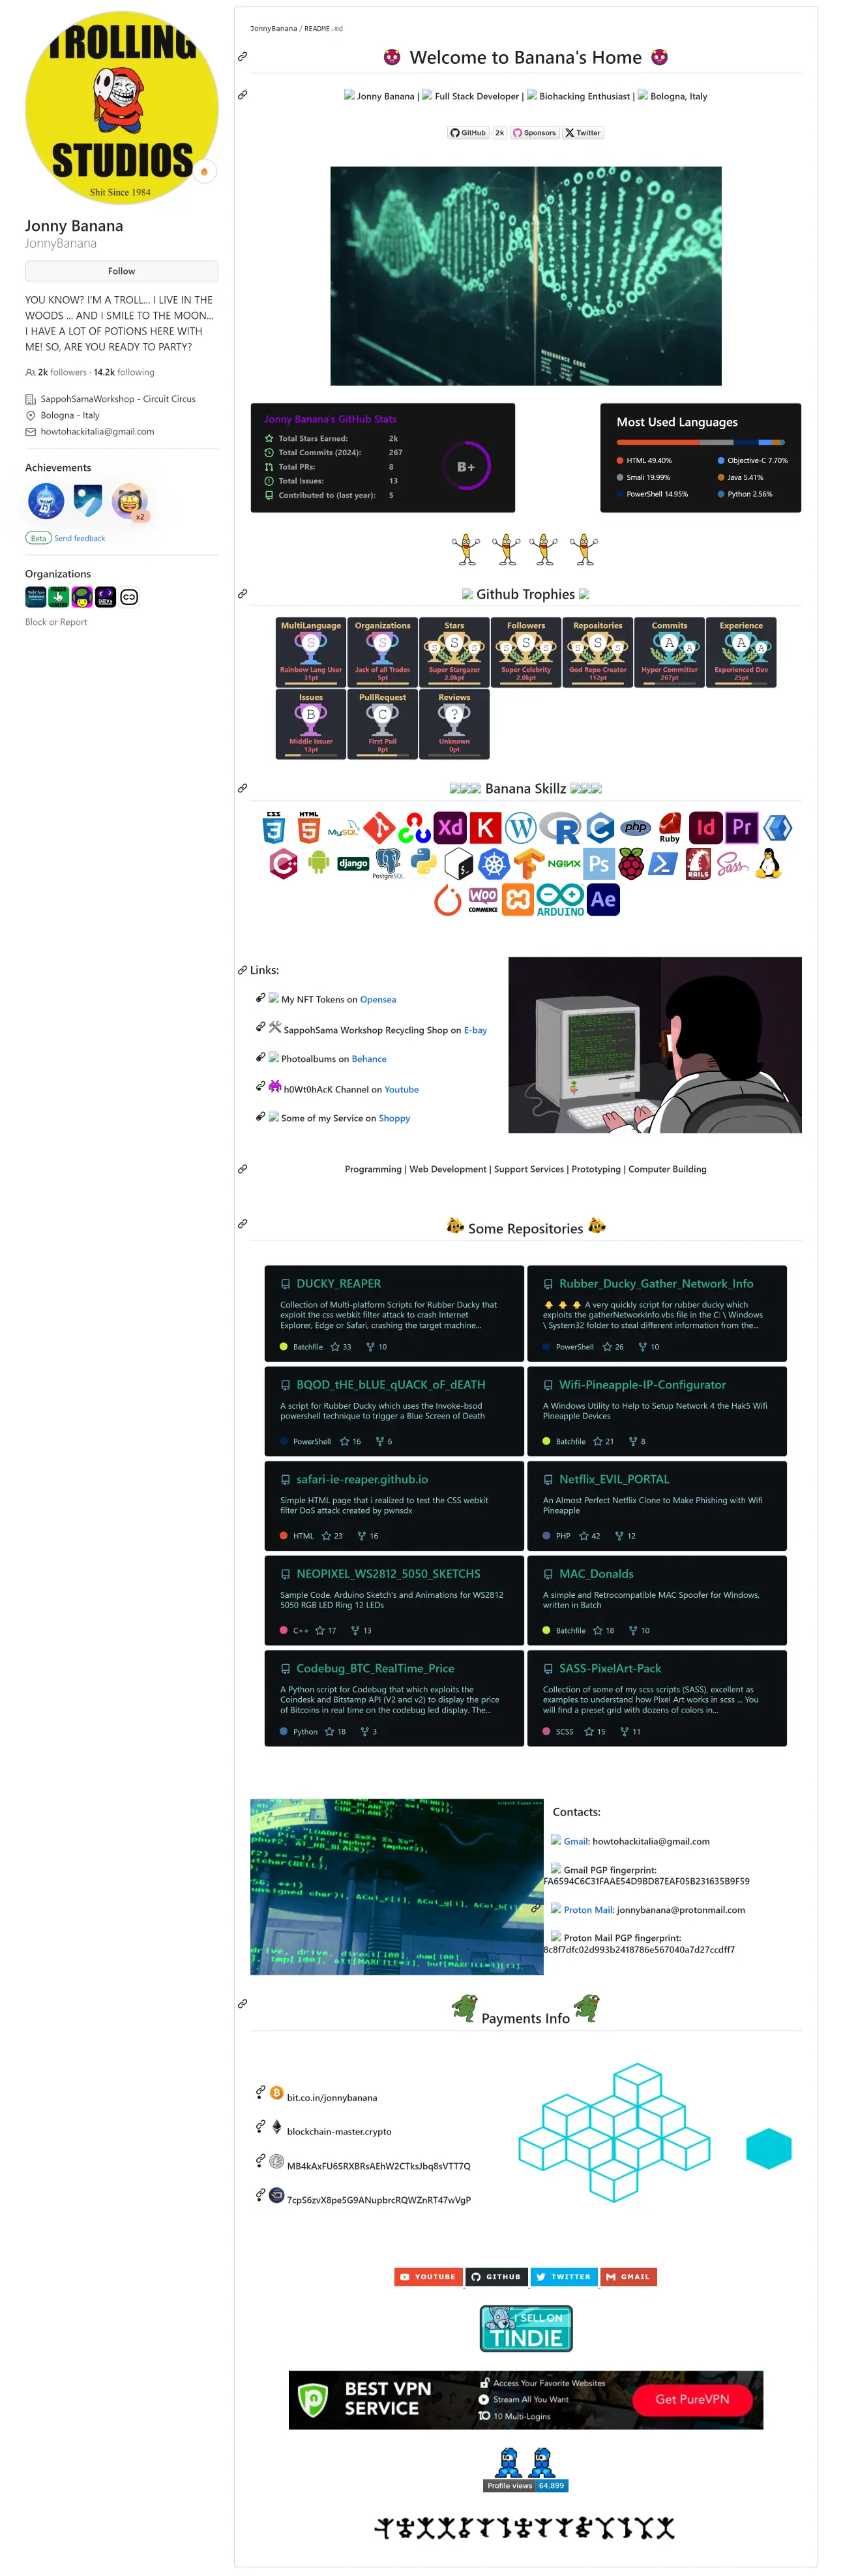 TROLLING
STUDIOS
Shit Since 1984
Jonny Banana
JonnyBanana
Follow
YOU KNOW? I'M A TROLL... I LIVE IN THE
WOODS ... AND I SMILE TO THE MOON...
I HAVE A LOT OF POTIONS HERE WITH
ME! SO, ARE YOU READY TO PARTY?
2k followers · 14.2k following
SappohSamaWorkshop - Circuit Circus
Bologna - Italy
howtohackitalia@gmail.com
Achievements
x2
Beta Send feedback
Organizations
Block or Report
JonnyBanana / README.md
Welcome to Banana's Home
Jonny Banana | Full Stack Developer | Biohacking Enthusiast | Bologna, Italy
GitHub 2k Sponsors Twitter
Jonny Banana's GitHub Stats
Total Stars Earned: 2k
Total Commits (2024): 267
Total PRs: 8
Total Issues: 13
Contributed to (last year): 5
B+
Most Used Languages
HTML 49.40% Objective-C 7.70%
Smali 19.99% Java 5.41%
PowerShell 14.95% Python 2.56%
Github Trophies
MultiLanguage Organizations Stars Followers Repositories Commits Experience
S S S S S S S S S S S A A A A
Rainbow Lang User Jack of all Trades Super Stargazer Super Celebrity God Repo Creator Hyper Committer Experienced Dev
31pt 5pt 2.0kpt 2.0kpt 112pt 267pt 25pt
Issues PullRequest Reviews
B C ?
Middle Issuer First Pull Unknown
13pt 8pt 0pt
Banana Skillz
CSS HTML MySQL Xd K W R C php Ruby Id Pr
django PostgreSQL NGINX Ps RAILS Sass
WOO COMMERCE ARDUINO Ae
Links:
My NFT Tokens on Opensea
SappohSama Workshop Recycling Shop on E-bay
Photoalbums on Behance
h0Wt0hAcK Channel on Youtube
Some of my Service on Shoppy
Programming | Web Development | Support Services | Prototyping | Computer Building
Some Repositories
DUCKY_REAPER
Collection of Multi-platform Scripts for Rubber Ducky that
exploit the css webkit filter attack to crash Internet
Explorer, Edge or Safari, crashing the target machine...
Batchfile 33 10
Rubber_Ducky_Gather_Network_Info
A very quickly script for rubber ducky which
exploits the gatherNetworkInfo.vbs file in the C: \ Windows
\ System32 folder to steal different information from the...
PowerShell 26 10
BQOD_tHE_bLUE_qUACK_oF_dEATH
A script for Rubber Ducky which uses the Invoke-bsod
powershell technique to trigger a Blue Screen of Death
PowerShell 16 6
Wifi-Pineapple-IP-Configurator
A Windows Utility to Help to Setup Network 4 the Hak5 Wifi
Pineapple Devices
Batchfile 21 8
safari-ie-reaper.github.io
Simple HTML page that i realized to test the CSS webkit
filter DoS attack created by pwnsdx
HTML 23 16
Netflix_EVIL_PORTAL
An Almost Perfect Netflix Clone to Make Phishing with Wifi
Pineapple
PHP 42 12
NEOPIXEL_WS2812_5050_SKETCHS
Sample Code, Arduino Sketch's and Animations for WS2812
5050 RGB LED Ring 12 LEDs
C++ 17 13
MAC_Donalds
A simple and Retrocompatible MAC Spoofer for Windows,
written in Batch
Batchfile 18 10
Codebug_BTC_RealTime_Price
A Python script for Codebug that which exploits the
Coindesk and Bitstamp API (V2 and v2) to display the price
of Bitcoins in real time on the codebug led display. The...
Python 18 3
SASS-PixelArt-Pack
Collection of some of my scss scripts (SASS), excellent as
examples to understand how Pixel Art works in scss ... You
will find a preset grid with dozens of colors in...
SCSS 15 11
Contacts:
Gmail: howtohackitalia@gmail.com
Gmail PGP fingerprint:
FA6594C6C31FAAE54D9BD87EAF05B231635B9F59
Proton Mail: jonnybanana@protonmail.com
Proton Mail PGP fingerprint:
8c8f7dfc02d993b2418786e567040a7d27ccdff7
Payments Info
bit.co.in/jonnybanana
blockchain-master.crypto
MB4kAxFU6SRXBRsAEhW2CTksJbq8sVTT7Q
7cpS6zvX8pe5G9ANupbrcRQWZnRT47wVgP
YOUTUBE GITHUB TWITTER GMAIL
SELL ON
TINDIE
BEST VPN
SERVICE
Access Your Favorite Websites
Stream All You Want
10 Multi-Logins
Get PureVPN
Profile views 64,899